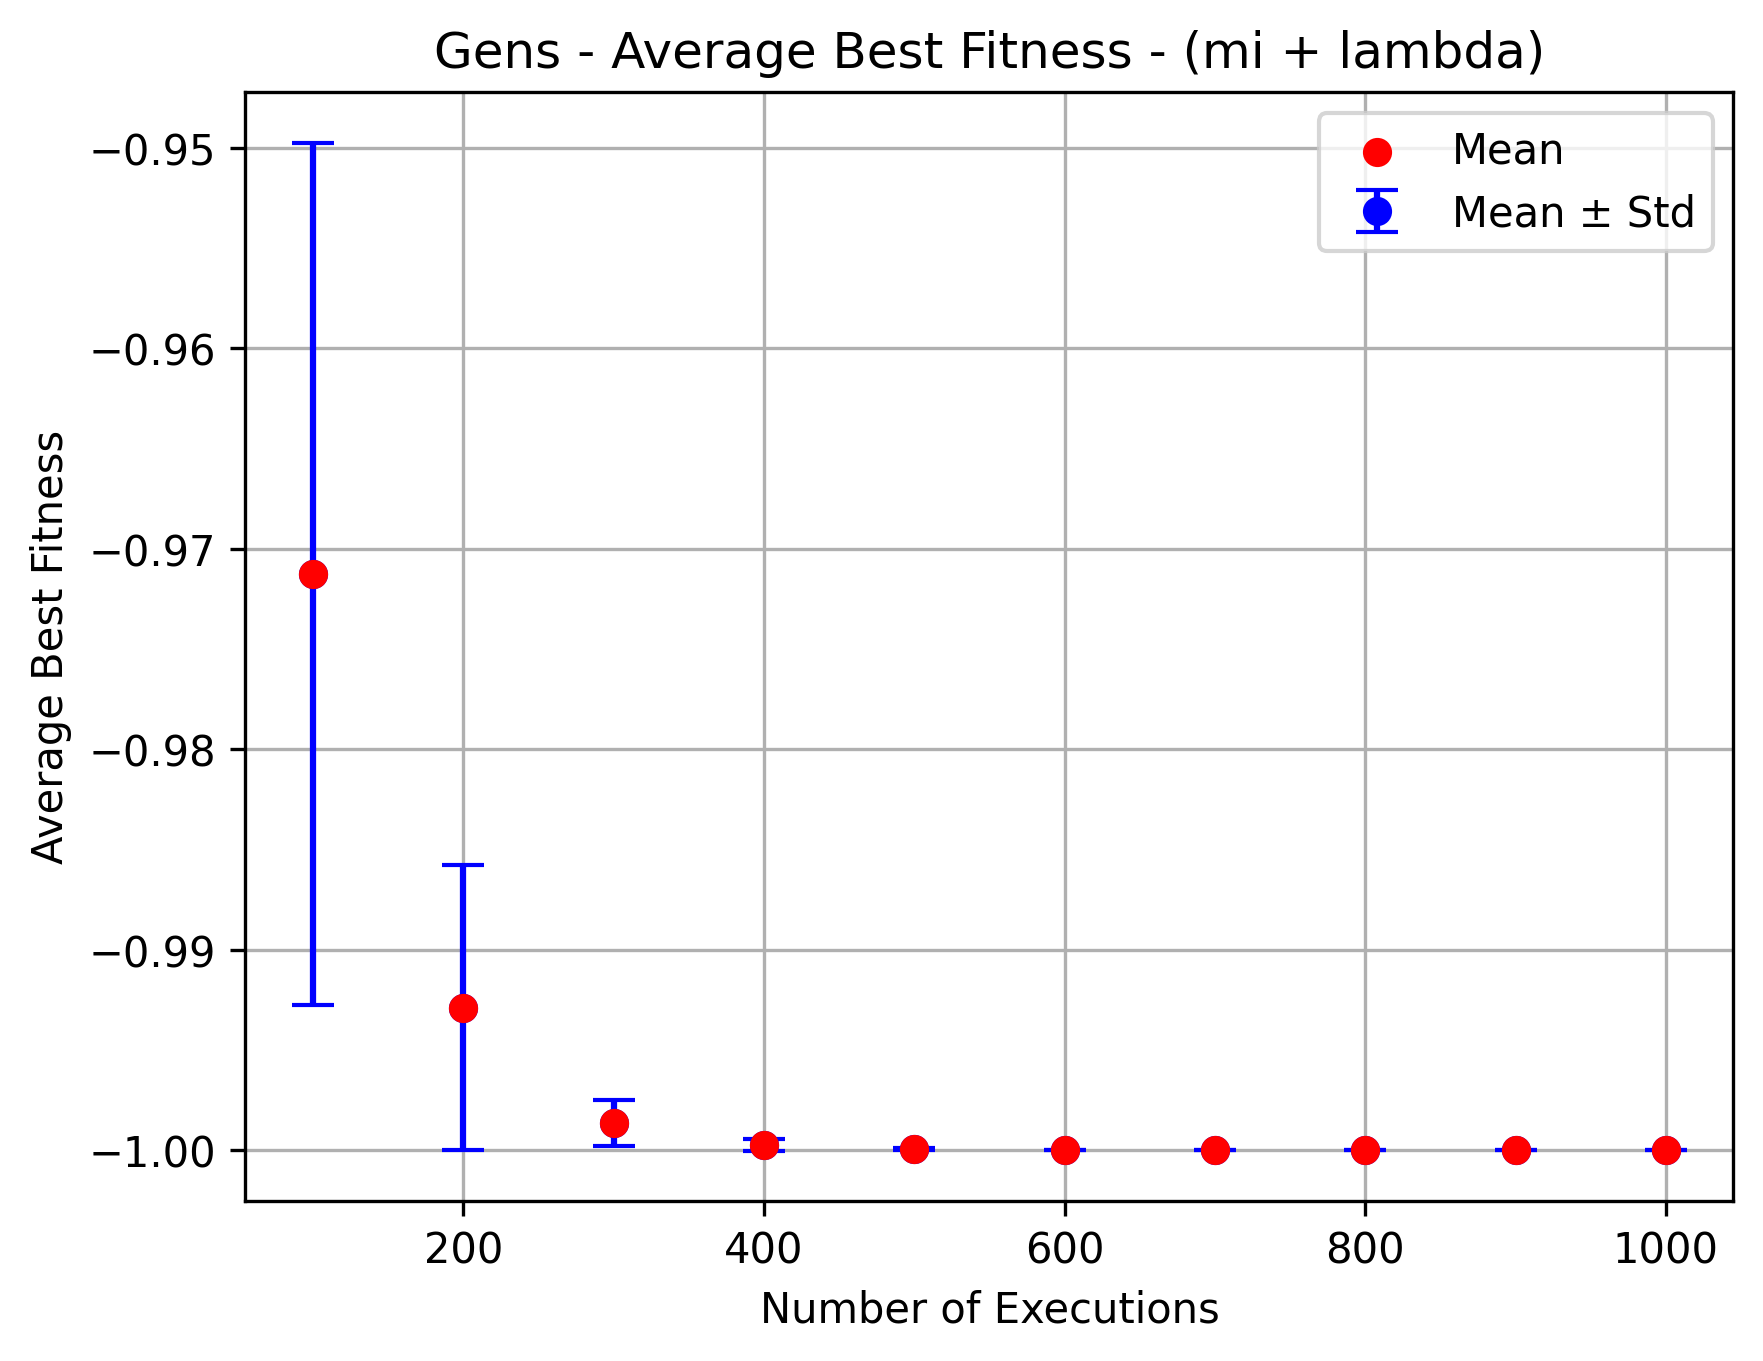 Gens - Average Best Fitness - (mi + lambda)
Mean
Mean ± Std
−0.95
−0.96
−0.97
−0.98
−0.99
−1.00
Average Best Fitness
200
400
600
800
1000
Number of Executions